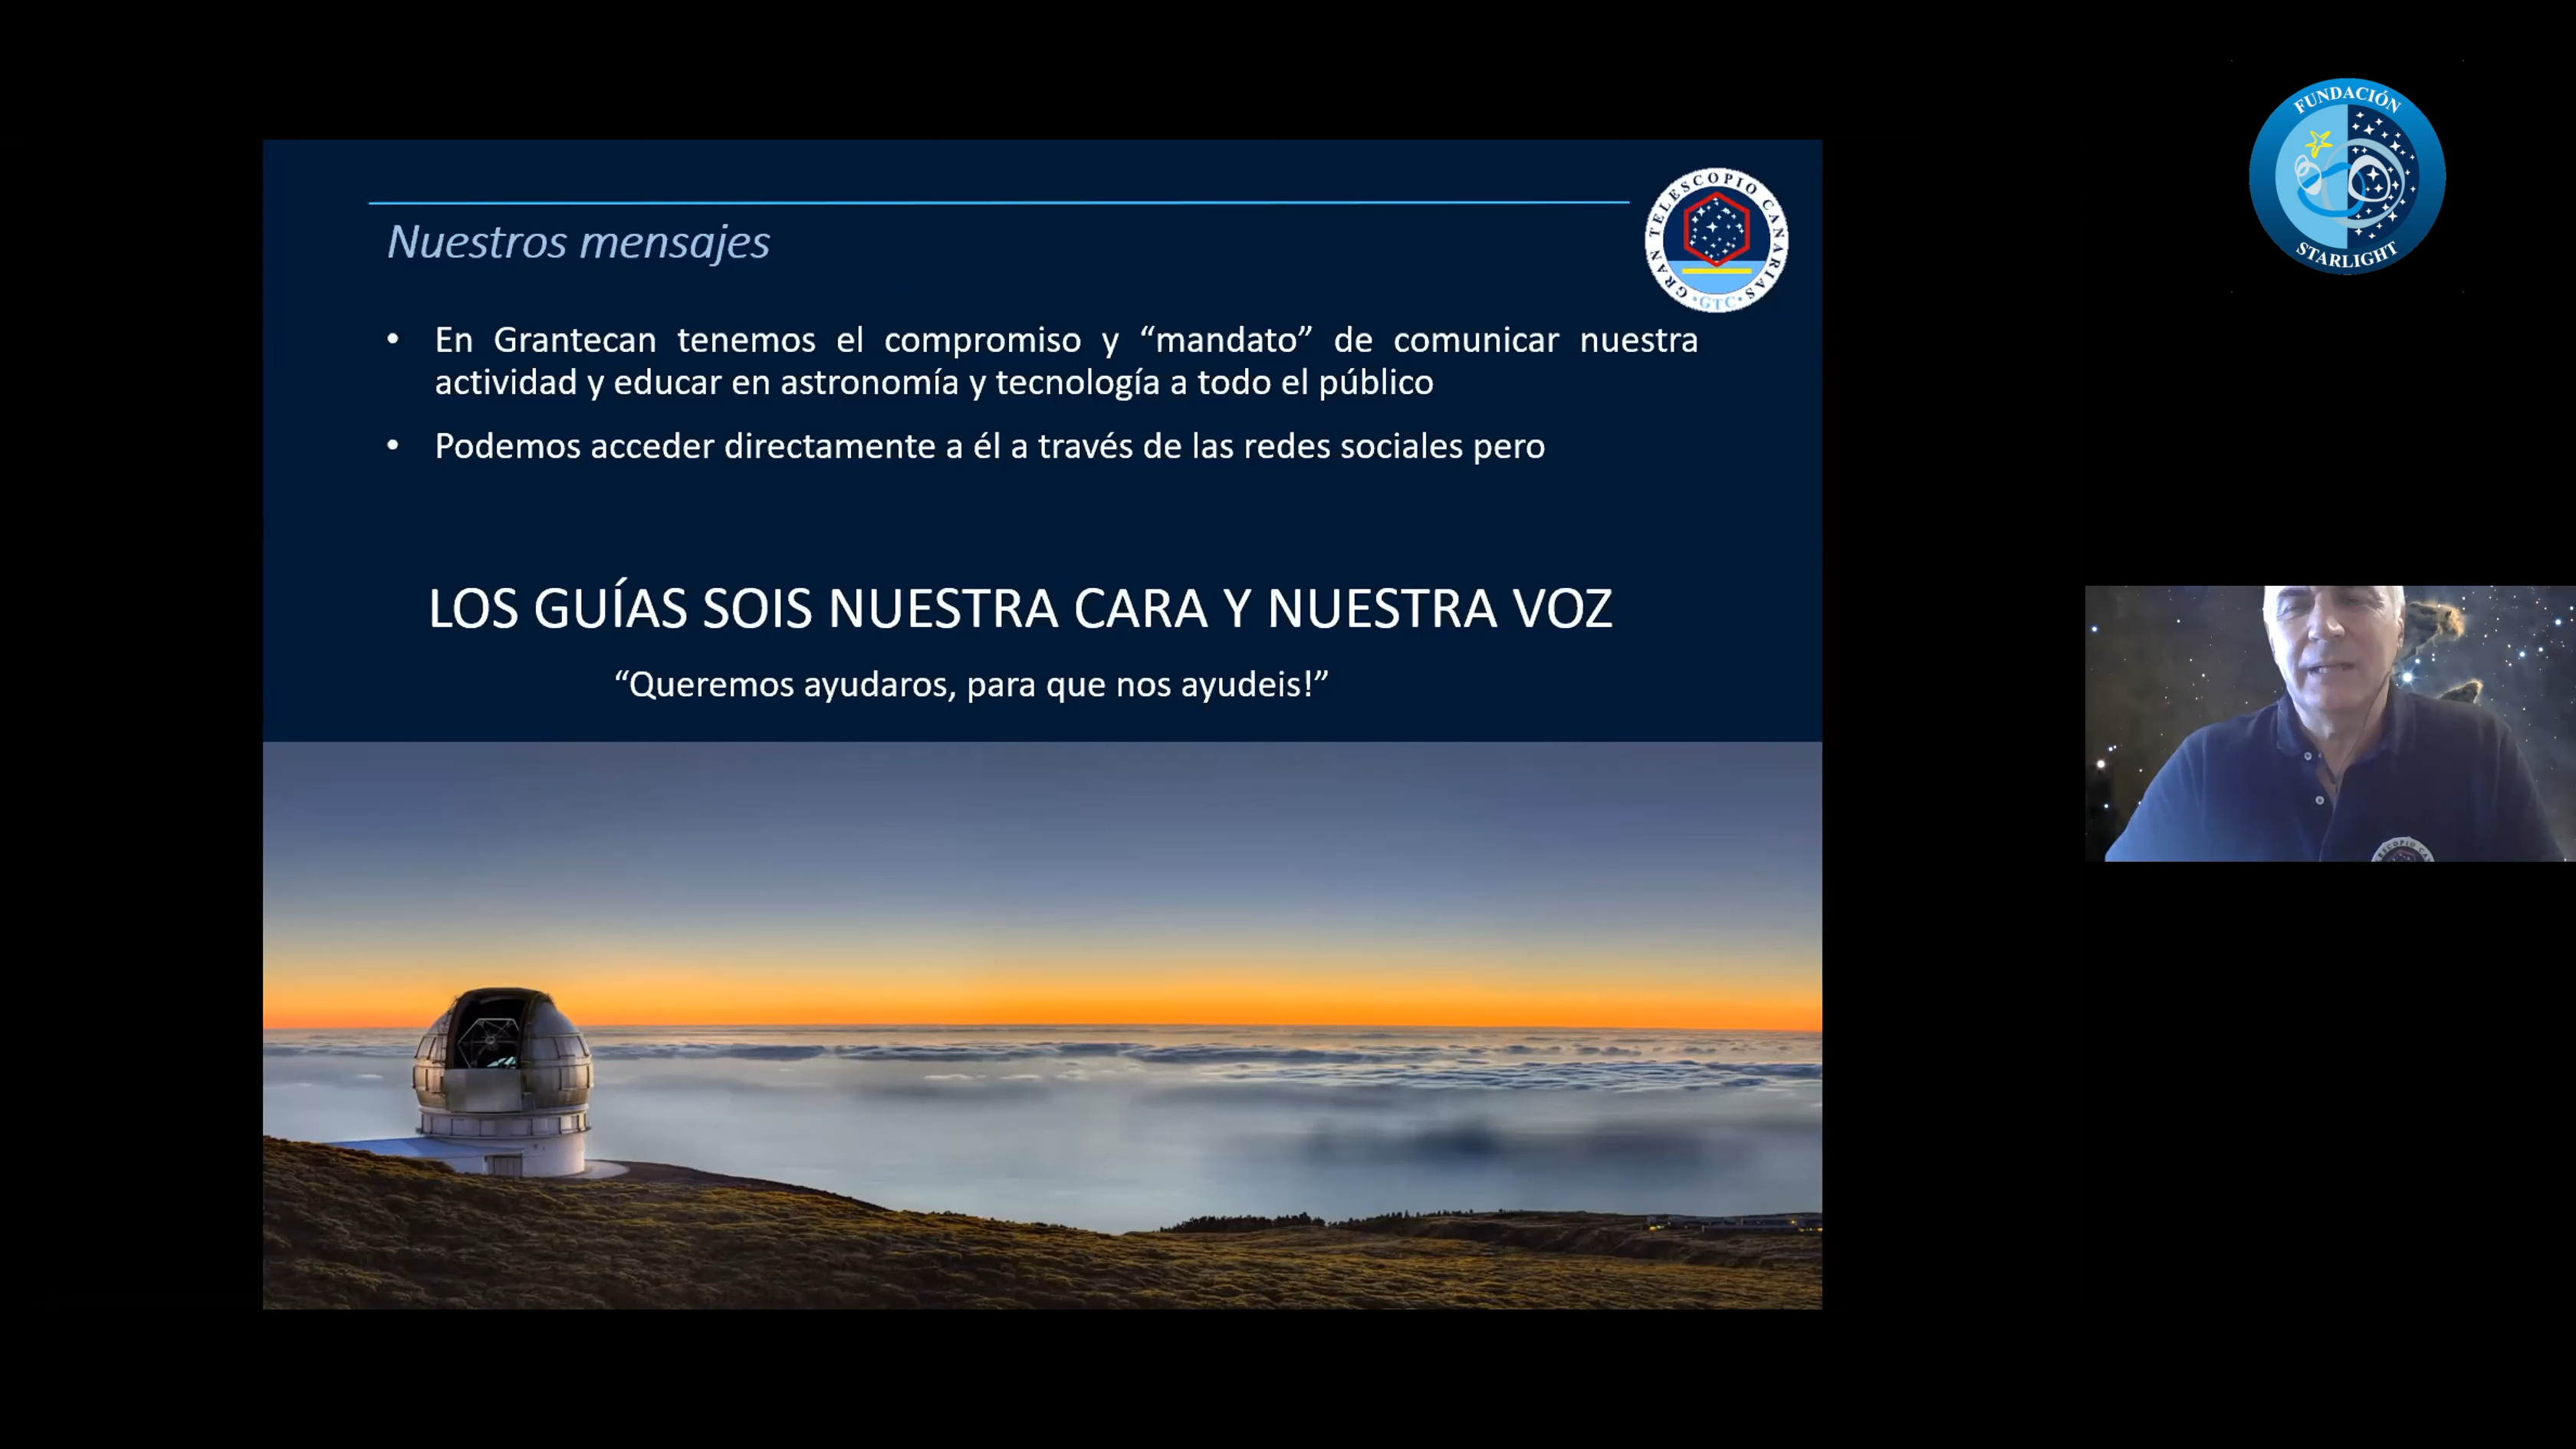 FUNDACIÓN
STARLIGHT
GRAN TELESCOPIO CANARIAS
•GTC•
Nuestros mensajes
• En Grantecan tenemos el compromiso y “mandato” de comunicar nuestra
actividad y educar en astronomía y tecnología a todo el público
• Podemos acceder directamente a él a través de las redes sociales pero
LOS GUÍAS SOIS NUESTRA CARA Y NUESTRA VOZ
“Queremos ayudaros, para que nos ayudeis!”